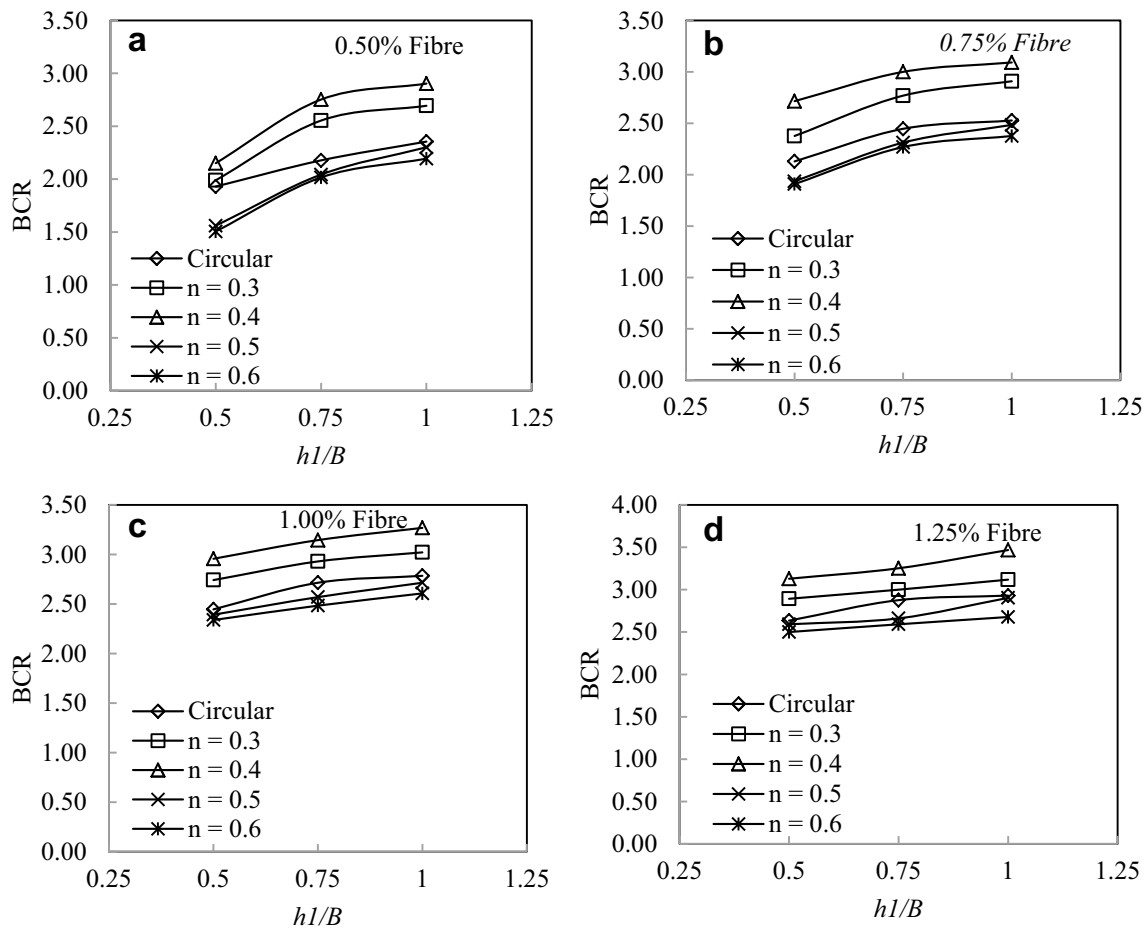 a
0.50% Fibre
3.50
3.00
2.50
2.00
1.50
1.00
0.50
0.00
BCR
Circular
n = 0.3
n = 0.4
n = 0.5
n = 0.6
0.25 0.5 0.75 1 1.25
h1/B
b
0.75% Fibre
3.50
3.00
2.50
2.00
1.50
1.00
0.50
0.00
BCR
Circular
n = 0.3
n = 0.4
n = 0.5
n = 0.6
0.25 0.5 0.75 1 1.25
h1/B
c
1.00% Fibre
3.50
3.00
2.50
2.00
1.50
1.00
0.50
0.00
BCR
Circular
n = 0.3
n = 0.4
n = 0.5
n = 0.6
0.25 0.5 0.75 1 1.25
h1/B
d
1.25% Fibre
4.00
3.50
3.00
2.50
2.00
1.50
1.00
0.50
0.00
BCR
Circular
n = 0.3
n = 0.4
n = 0.5
n = 0.6
0.25 0.5 0.75 1 1.25
h1/B